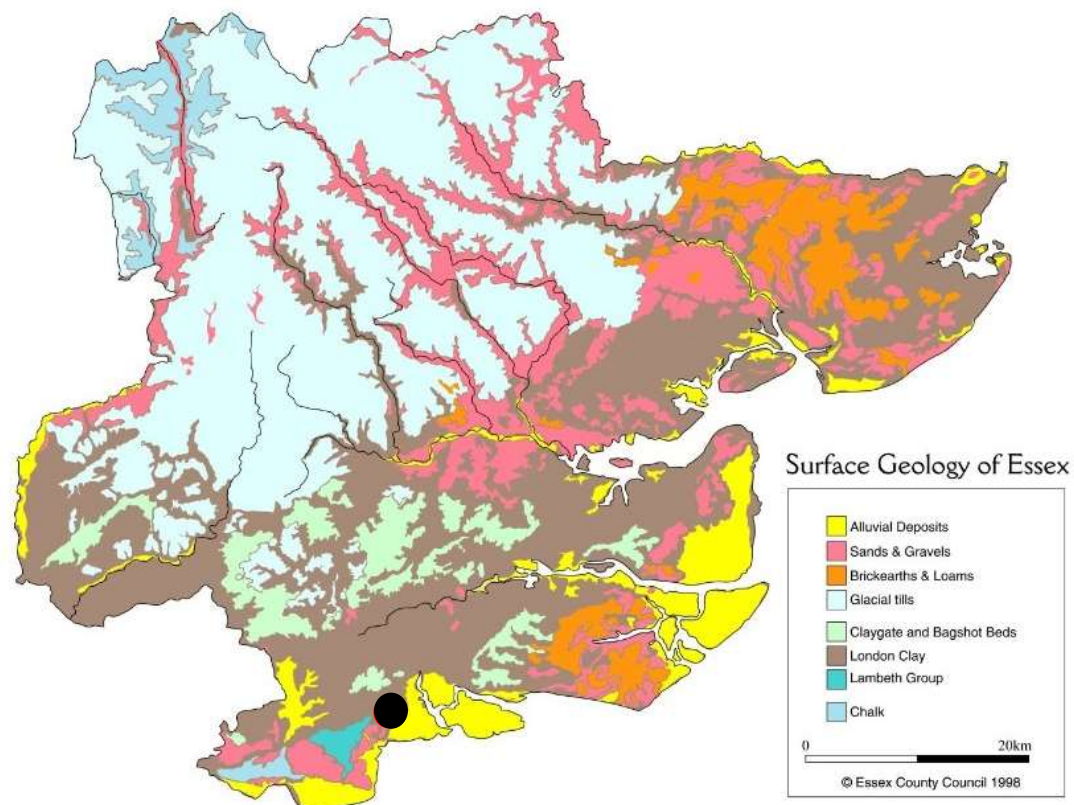 Surface Geology of Essex
Alluvial Deposits
Sands & Gravels
Brickearths & Loams
Glacial tills
Claygate and Bagshot Beds
London Clay
Lambeth Group
Chalk
0 20km
© Essex County Council 1998